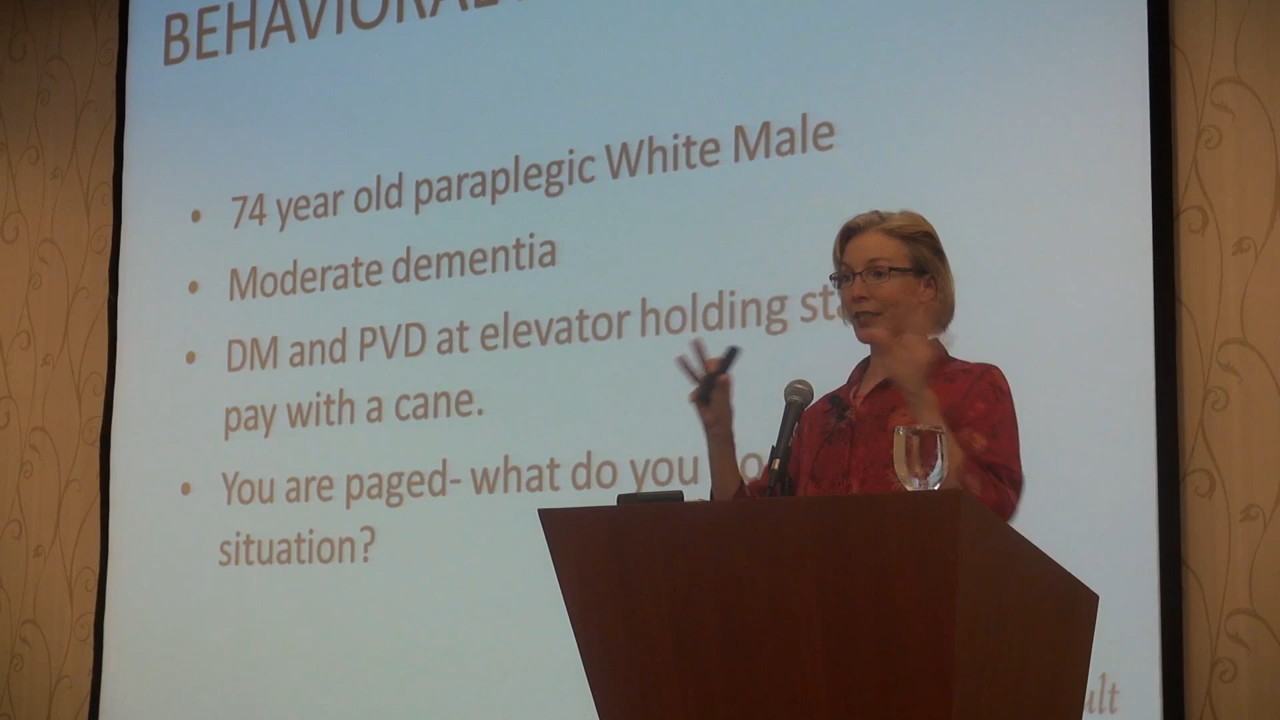 BEHAVIORAL
• 74 year old paraplegic White Male
• Moderate dementia
• DM and PVD at elevator holding
pay with a cane.
• You are paged- what do you
situation?